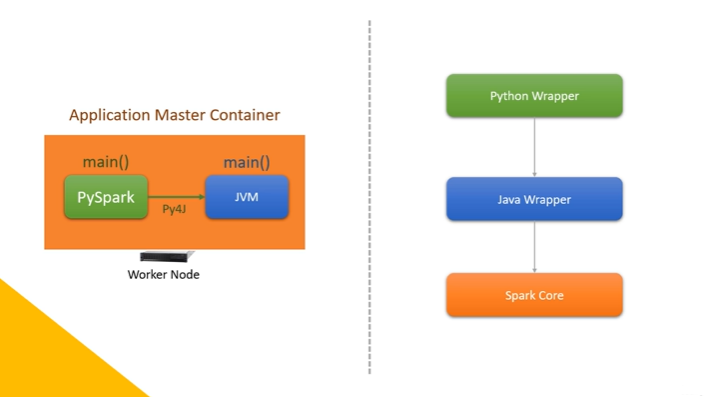 Application Master Container
main()
main()
PySpark
Py4J
JVM
Worker Node
Python Wrapper
Java Wrapper
Spark Core